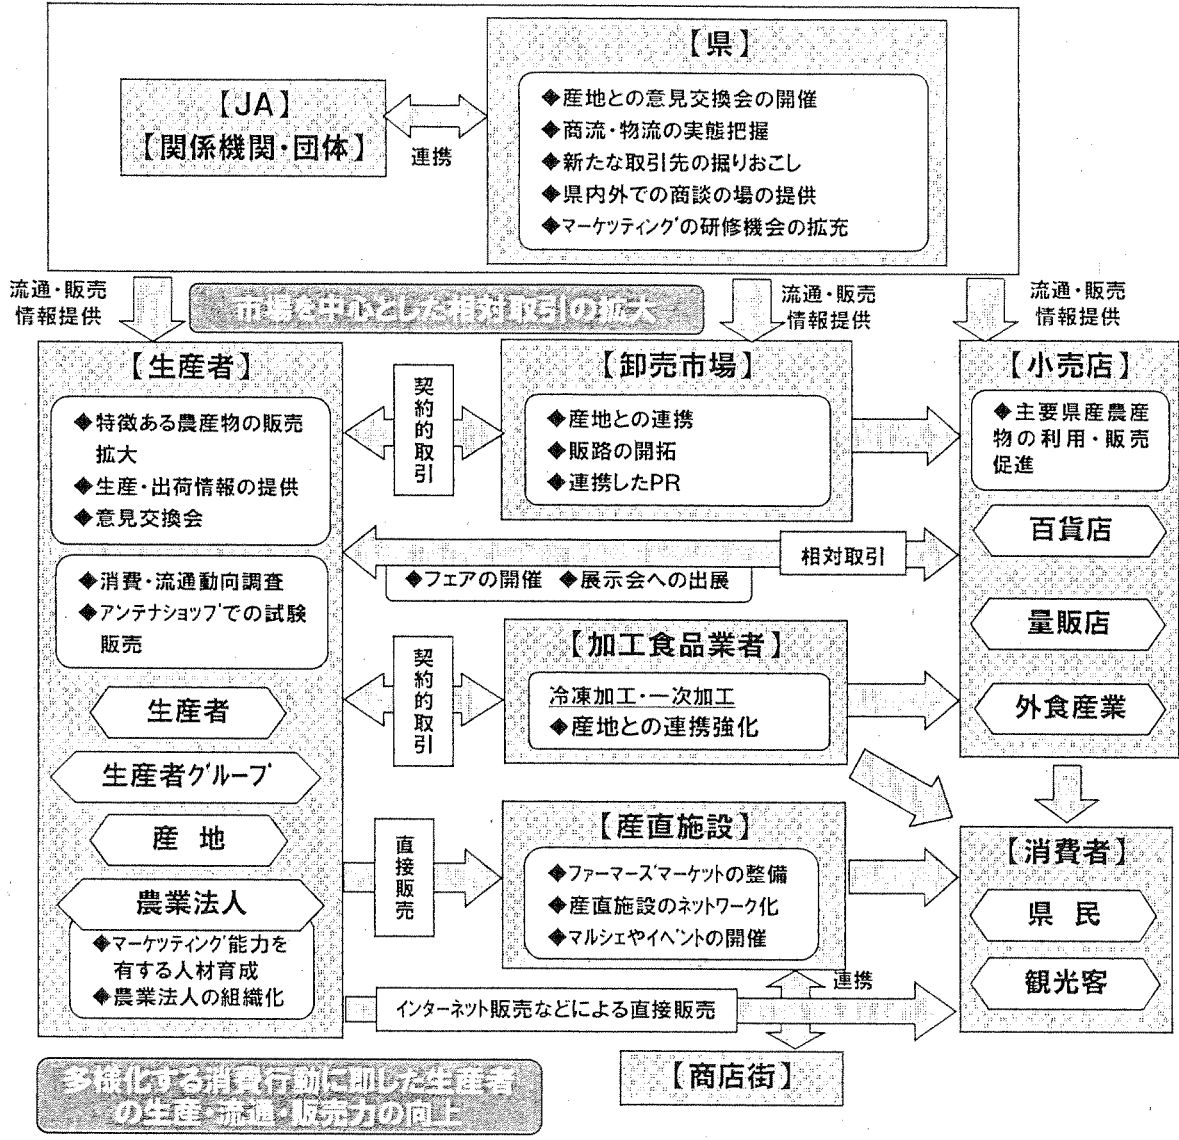 【県】
【JA】
【関係機関・団体】
連携
◆産地との意見交換会の開催
◆商流・物流の実態把握
◆新たな取引先の掘りおこし
◆県内外での商談の場の提供
◆マーケッティングの研修機会の拡充
流通・販売
情報提供
市場を中心とした相対取引の拡大
流通・販売
情報提供
流通・販売
情報提供
【生産者】
◆特徴ある農産物の販売
拡大
◆生産・出荷情報の提供
◆意見交換会
◆消費・流通動向調査
◆アンテナショップでの試験
販売
生産者
生産者グループ
産 地
農業法人
◆マーケッティング能力を
有する人材育成
◆農業法人の組織化
契約的取引
【卸売市場】
◆産地との連携
◆販路の開拓
◆連携したPR
相対取引
◆フェアの開催 ◆展示会への出展
契約的取引
【加工食品業者】
冷凍加工・一次加工
◆産地との連携強化
直接販売
【産直施設】
◆ファーマーズマーケットの整備
◆産直施設のネットワーク化
◆マルシェやイベントの開催
連携
インターネット販売などによる直接販売
【商店街】
【小売店】
◆主要県産農産
物の利用・販売
促進
百貨店
量販店
外食産業
【消費者】
県 民
観光客
多様化する消費行動に即した生産者
の生産・流通・販売力の向上